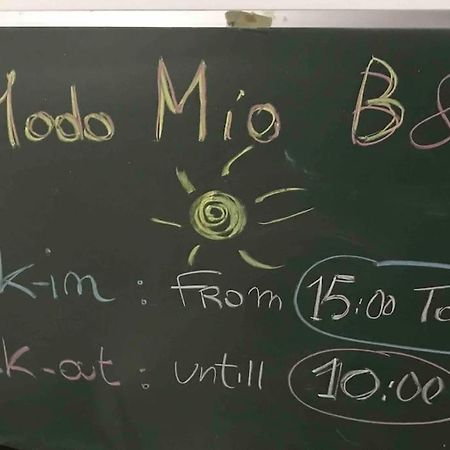 Modo Mio B&
k-in : From 15:00 To
k-out : untill 10:00